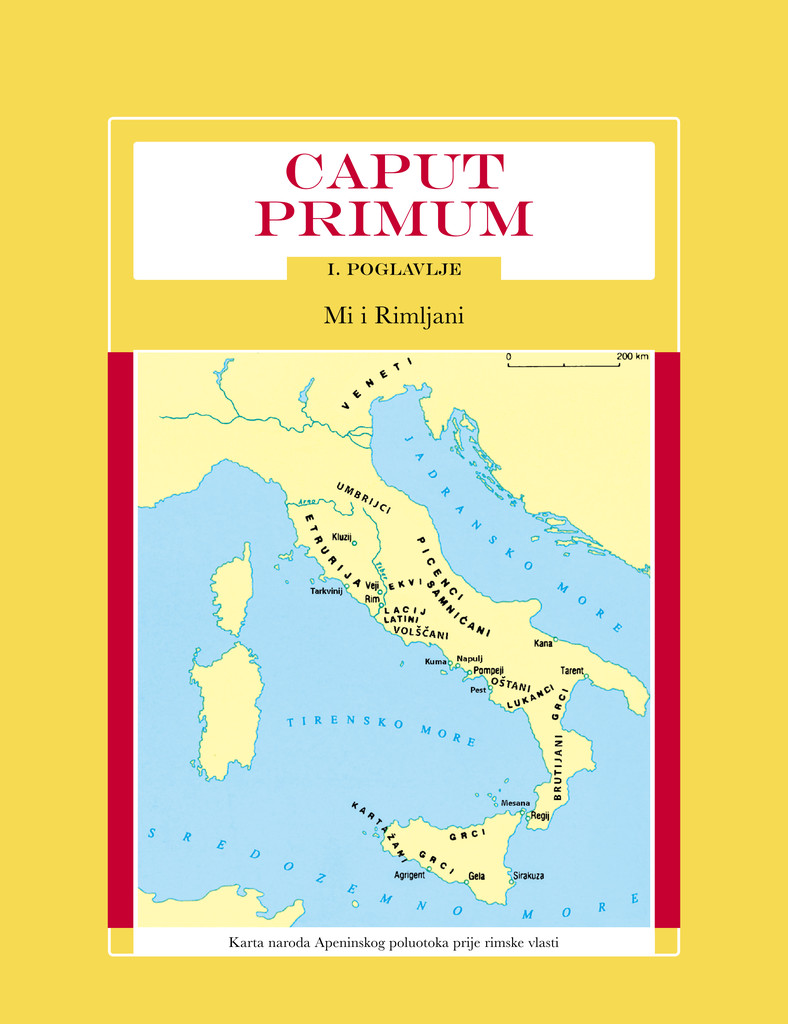 CAPUT
PRIMUM
I. POGLAVLJE
Mi i Rimljani
0 200 km
VENETI
JADRANSKO MORE
UMBRIJCI
Arno
ETRURIJA
Kluzij
PICENCI
Tiber
EKVI
SAMNIĆANI
Tarkvinij
Veji
Rim
LACIJ
LATINI
VOLŠČANI
Kana
Kuma
Napulj
Pompeji
Tarent
Pest
OŠTANI
LUKANCI
GRCI
TIRENSKO MORE
BRUTIJANI
Mesana
Regij
KARTAŽANI
GRCI
GRCI
Agrigent
Gela
Sirakuza
SREDOZEMNO MORE
Karta naroda Apeninskog poluotoka prije rimske vlasti